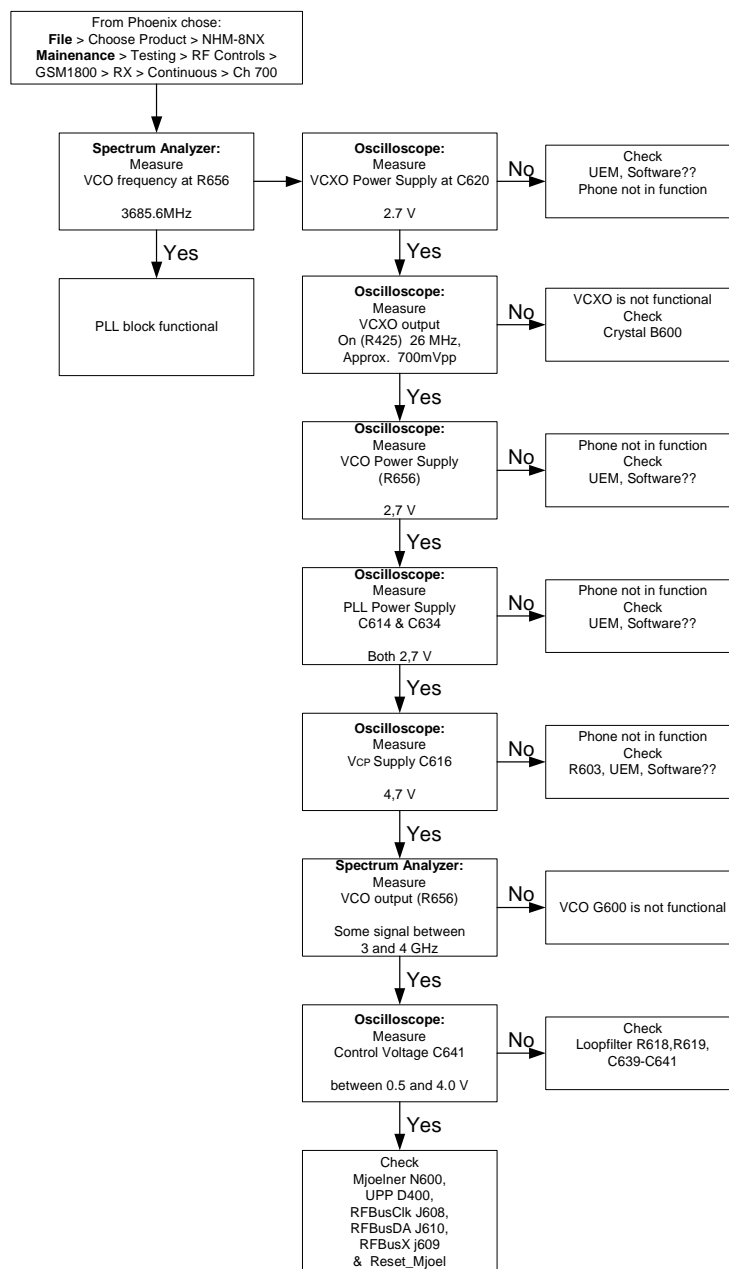 From Phoenix chose:
File > Choose Product > NHM-8NX
Mainenance > Testing > RF Controls >
GSM1800 > RX > Continuous > Ch 700
Spectrum Analyzer:
Measure
VCO frequency at R656
3685.6MHz
Yes
PLL block functional
Oscilloscope:
Measure
VCXO Power Supply at C620
2.7 V
No
Check
UEM, Software??
Phone not in function
Yes
Oscilloscope:
Measure
VCXO output
On (R425) 26 MHz,
Approx. 700mVpp
No
VCXO is not functional
Check
Crystal B600
Yes
Oscilloscope:
Measure
VCO Power Supply
(R656)
2,7 V
No
Phone not in function
Check
UEM, Software??
Yes
Oscilloscope:
Measure
PLL Power Supply
C614 & C634
Both 2,7 V
No
Phone not in function
Check
UEM, Software??
Yes
Oscilloscope:
Measure
VCP Supply C616
4,7 V
No
Phone not in function
Check
R603, UEM, Software??
Yes
Spectrum Analyzer:
Measure
VCO output (R656)
Some signal between
3 and 4 GHz
No
VCO G600 is not functional
Yes
Oscilloscope:
Measure
Control Voltage C641
between 0.5 and 4.0 V
No
Check
Loopfilter R618,R619,
C639-C641
Yes
Check
Mjoelner N600,
UPP D400,
RFBusClk J608,
RFBusDA J610,
RFBusX j609
& Reset_Mjoel